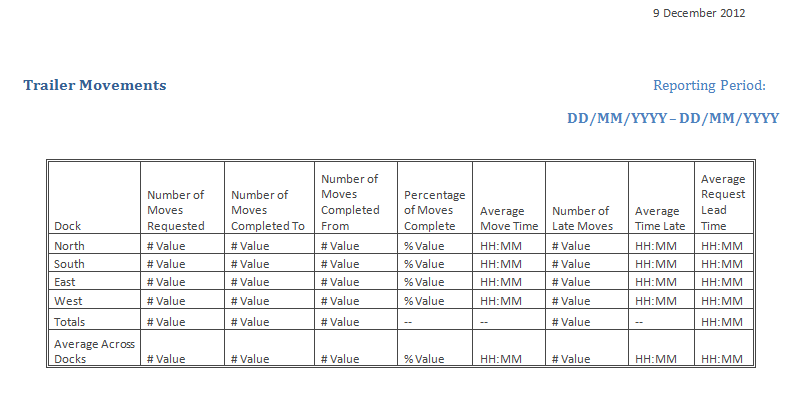 9 December 2012
Trailer Movements
Reporting Period:
DD/MM/YYYY – DD/MM/YYYY
Dock Number of Moves Requested Number of Moves Completed To Number of Moves Completed From Percentage of Moves Complete Average Move Time Number of Late Moves Average Time Late Average Request Lead Time
North # Value # Value # Value % Value HH:MM # Value HH:MM HH:MM
South # Value # Value # Value % Value HH:MM # Value HH:MM HH:MM
East # Value # Value # Value % Value HH:MM # Value HH:MM HH:MM
West # Value # Value # Value % Value HH:MM # Value HH:MM HH:MM
Totals # Value # Value # Value -- -- # Value -- HH:MM
Average Across Docks # Value # Value # Value % Value HH:MM # Value HH:MM HH:MM